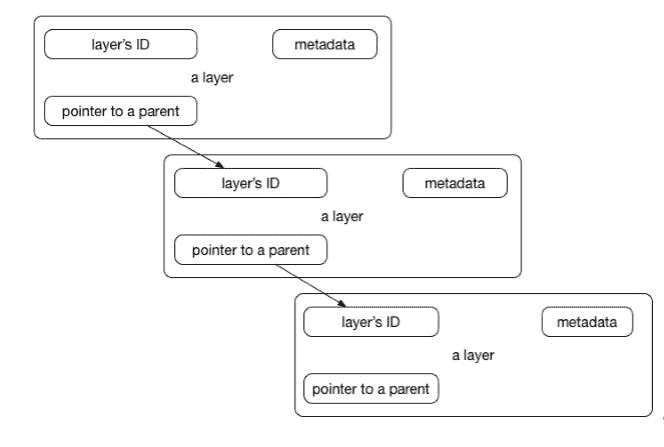 layer's ID
metadata
a layer
pointer to a parent
layer's ID
metadata
a layer
pointer to a parent
layer's ID
metadata
a layer
pointer to a parent